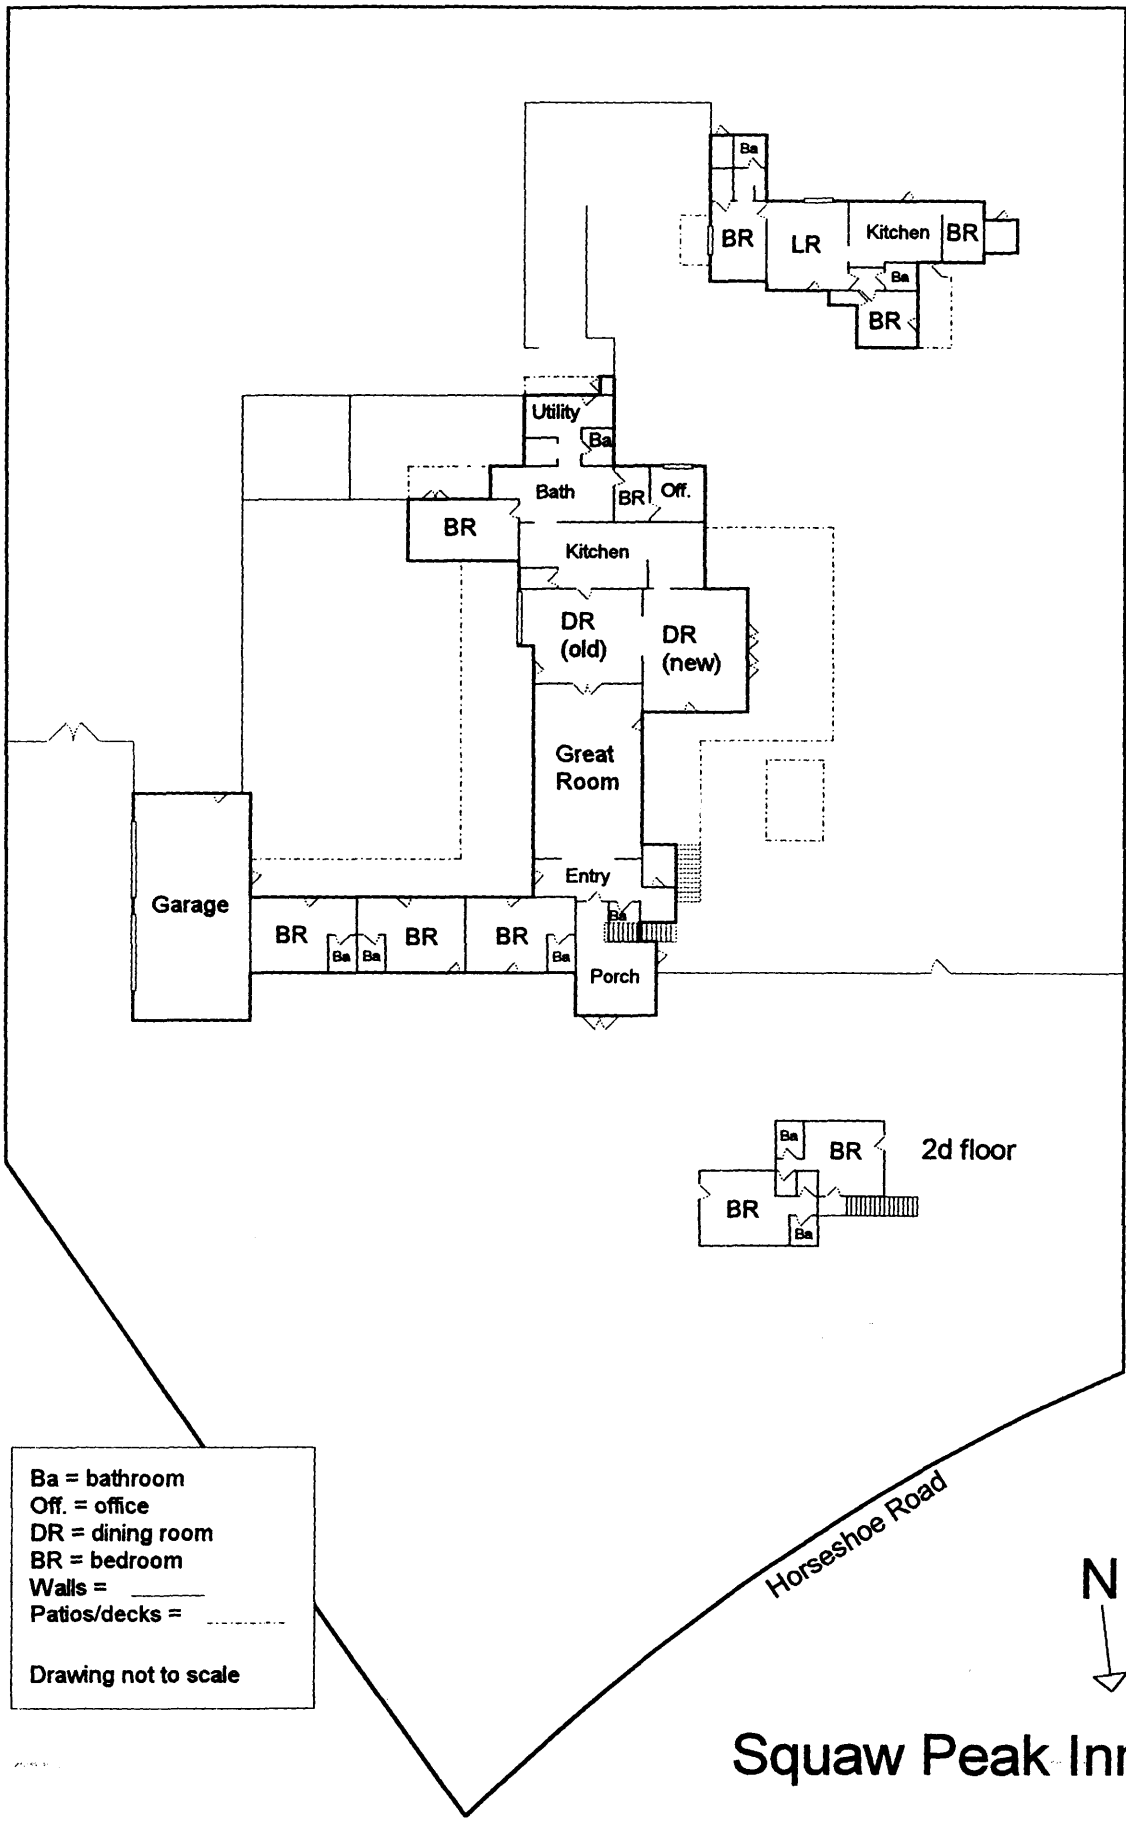 Ba
BR
LR
Kitchen
BR
Ba
BR
Utility
Ba
Bath
BR
Off.
BR
Kitchen
DR
(old)
DR
(new)
Great
Room
Entry
Garage
Ba
BR
BR
BR
Ba
Ba
Ba
Porch
Ba
BR
2d floor
BR
Ba
Ba = bathroom
Off. = office
DR = dining room
BR = bedroom
Walls =
Patios/decks =
Drawing not to scale
Horseshoe Road
N
Squaw Peak Inn